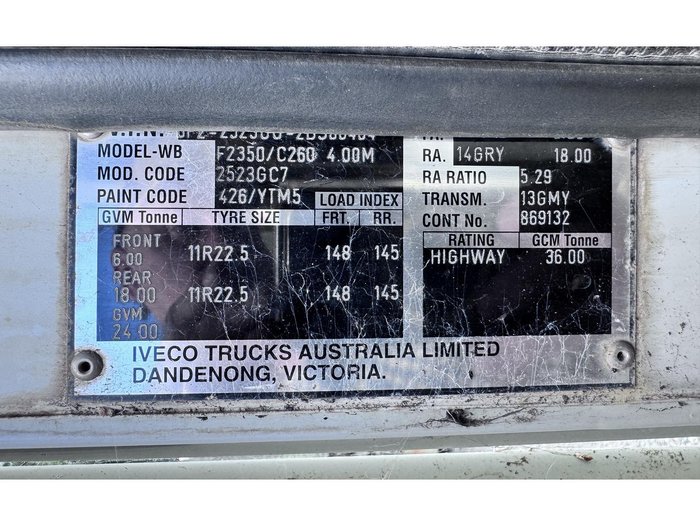 V.I.N.
MODEL-WB F2350/C260 4.00M
MOD. CODE 2523GC7
PAINT CODE 426/YTM5
LOAD INDEX
GVM Tonne TYRE SIZE FRT. RR.
FRONT
6.00 11R22.5 148 145
REAR
18.00 11R22.5 148 145
GVM
24.00
RA. 14GRY 18.00
RA RATIO 5.29
TRANSM. 13GMY
CONT No. 869132
RATING GCM Tonne
HIGHWAY 36.00
IVECO TRUCKS AUSTRALIA LIMITED
DANDENONG, VICTORIA.